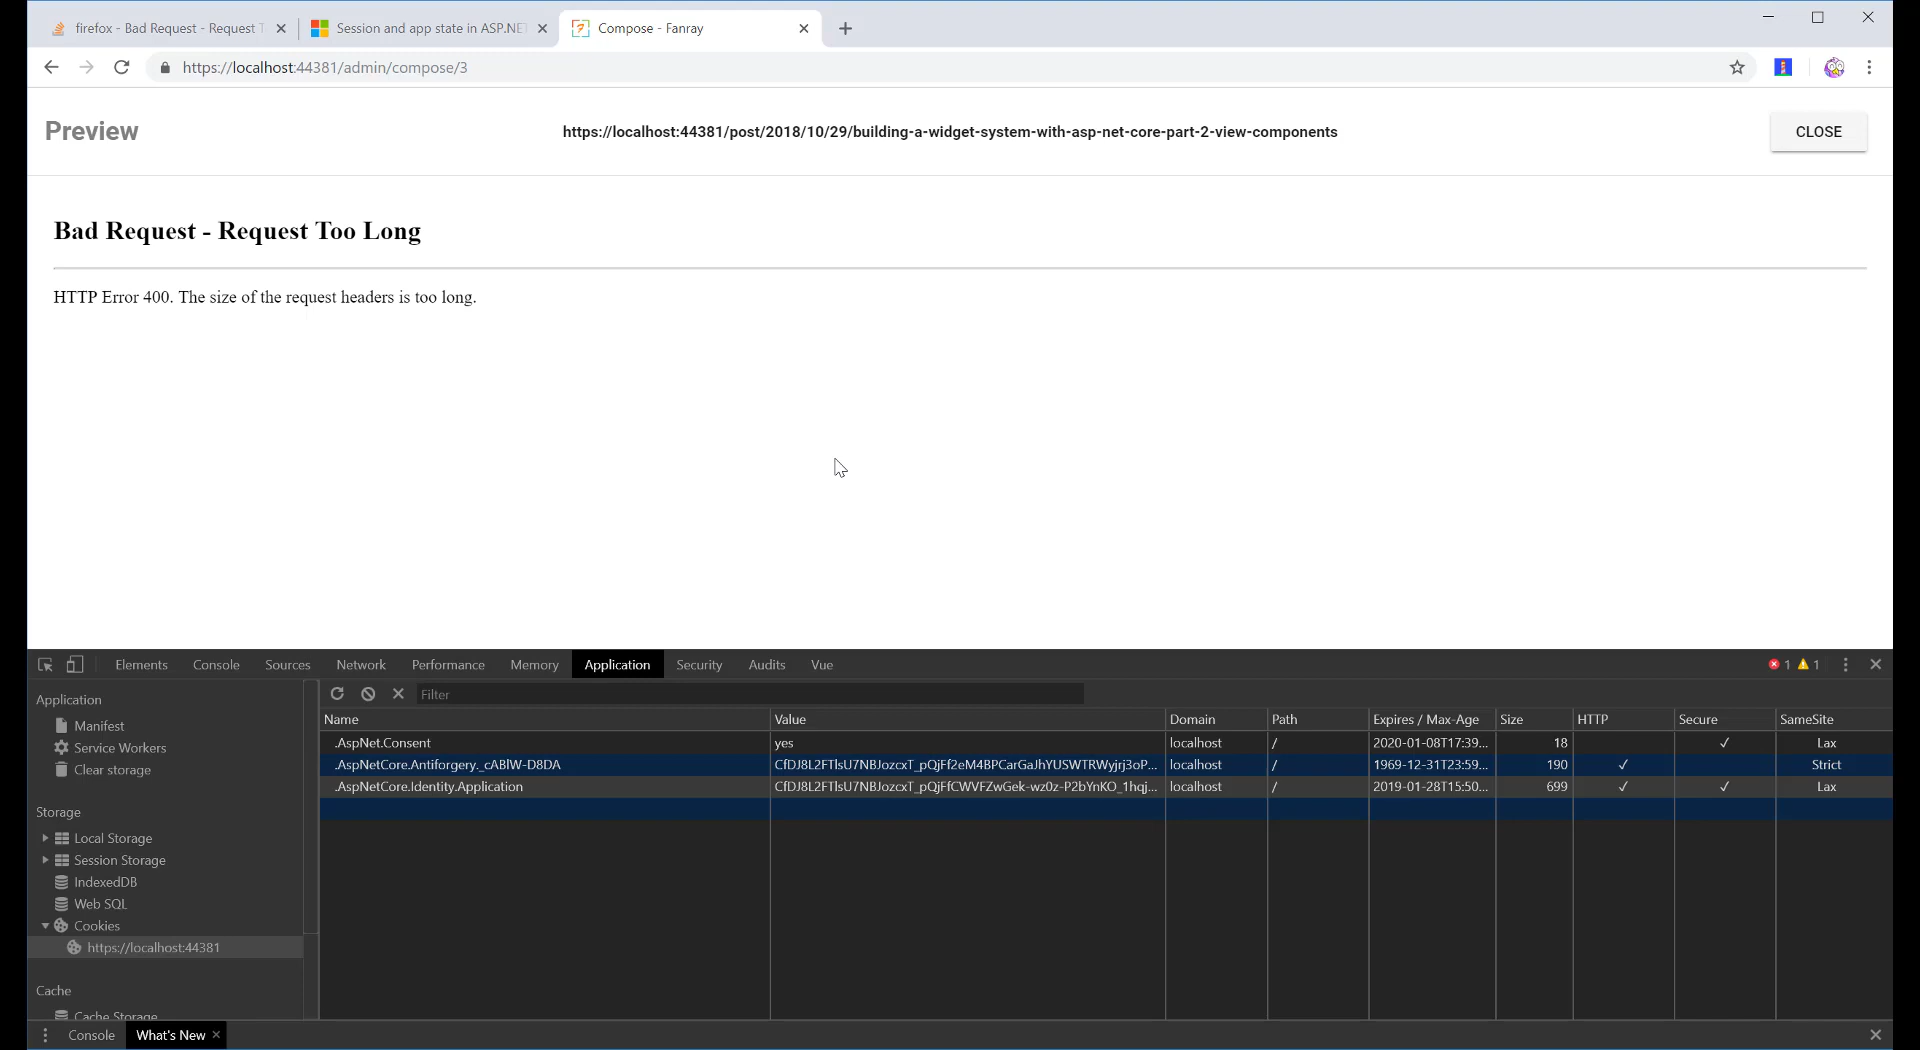 firefox - Bad Request - Request T
Session and app state in ASP.NET
Compose - Fanray
https://localhost:44381/admin/compose/3
Preview
https://localhost:44381/post/2018/10/29/building-a-widget-system-with-asp-net-core-part-2-view-components
CLOSE
Bad Request - Request Too Long
HTTP Error 400. The size of the request headers is too long.
Elements Console Sources Network Performance Memory Application Security Audits Vue
1 1
Application
Manifest
Service Workers
Clear storage
Storage
Local Storage
Session Storage
IndexedDB
Web SQL
Cookies
https://localhost:44381
Cache
Cache Storage
Filter
Name Value Domain Path Expires / Max-Age Size HTTP Secure SameSite
.AspNet.Consent yes localhost / 2020-01-08T17:39... 18 ✓ Lax
.AspNetCore.Antiforgery._cABlW-D8DA CfDJ8L2FTlsU7NBJozcxT_pQjFf2eM4BPCarGaJhYUSWTRWyjrj3oP... localhost / 1969-12-31T23:59... 190 ✓ Strict
.AspNetCore.Identity.Application CfDJ8L2FTlsU7NBJozcxT_pQjFfCWVFZwGek-wz0z-P2bYnKO_1hqj... localhost / 2019-01-28T15:50... 699 ✓ ✓ Lax
Console What's New